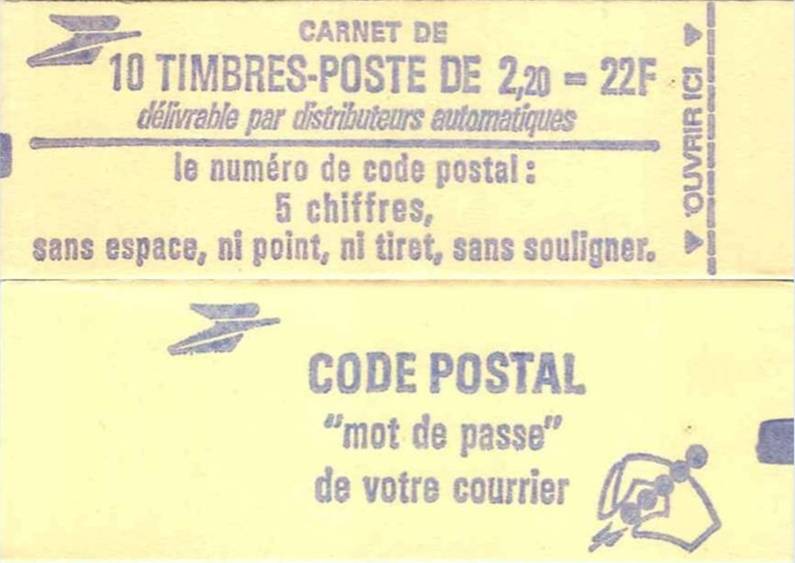 CARNET DE
10 TIMBRES-POSTE DE 2,20 = 22F
délivrable par distributeurs automatiques
le numéro de code postal :
5 chiffres,
sans espace, ni point, ni tiret, sans souligner.
OUVRIR ICI
CODE POSTAL
"mot de passe"
de votre courrier